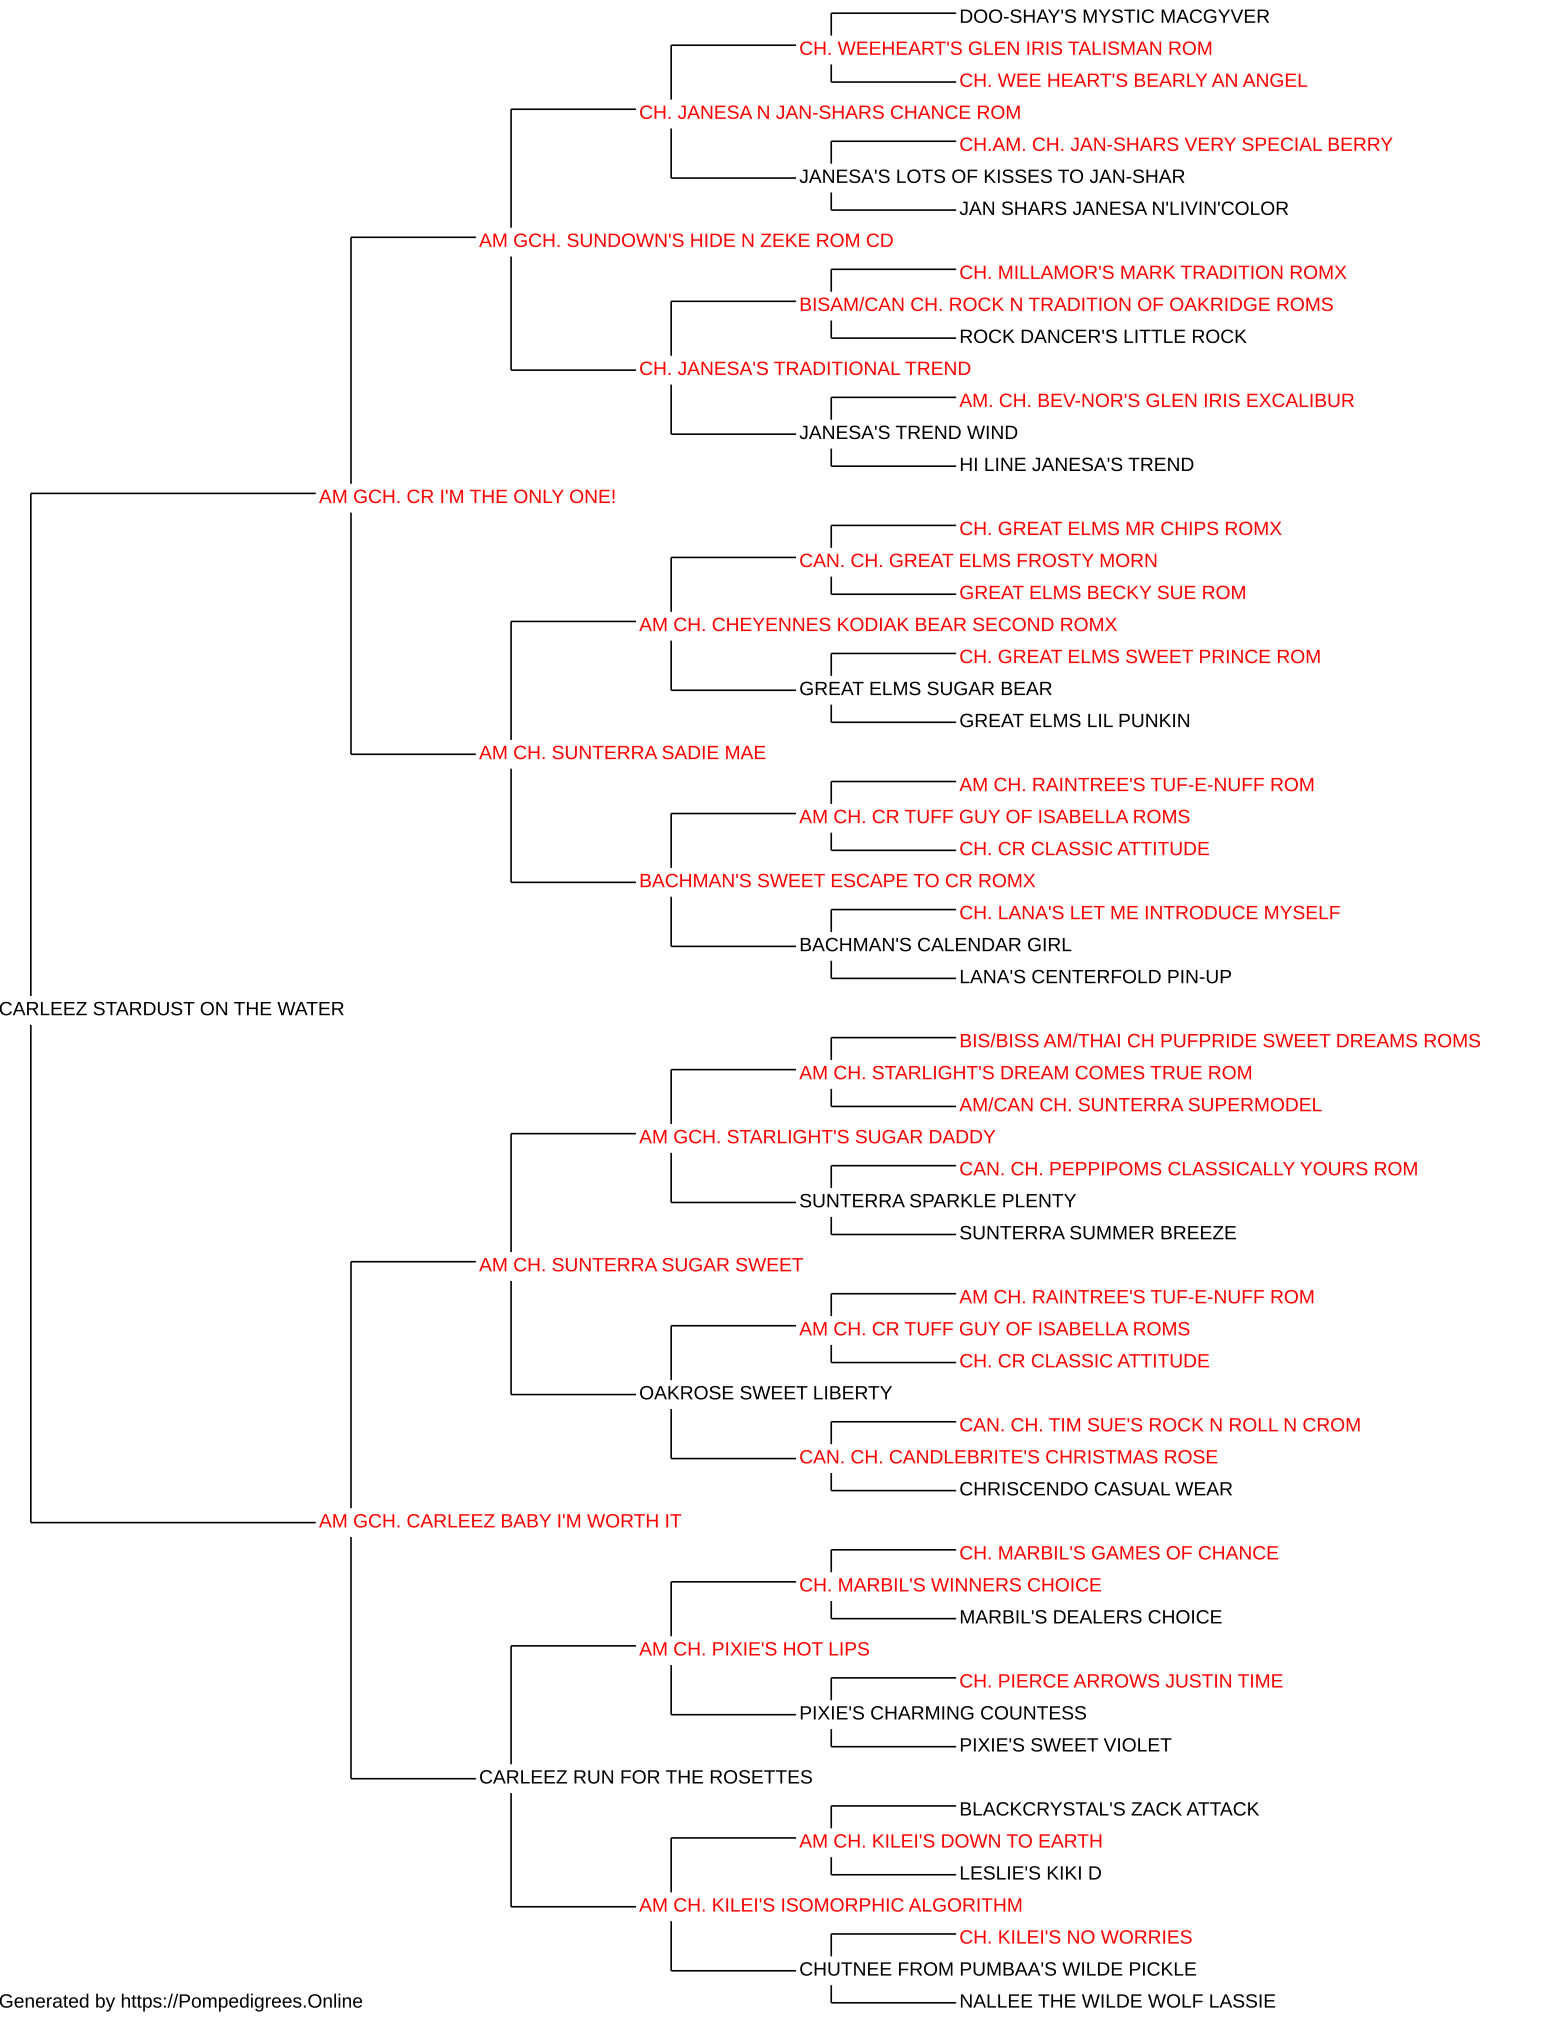 DOO-SHAY'S MYSTIC MACGYVER
CH. WEEHEART'S GLEN IRIS TALISMAN ROM
CH. WEE HEART'S BEARLY AN ANGEL
CH. JANESA N JAN-SHARS CHANCE ROM
CH.AM. CH. JAN-SHARS VERY SPECIAL BERRY
JANESA'S LOTS OF KISSES TO JAN-SHAR
JAN SHARS JANESA N'LIVIN'COLOR
AM GCH. SUNDOWN'S HIDE N ZEKE ROM CD
CH. MILLAMOR'S MARK TRADITION ROMX
BISAM/CAN CH. ROCK N TRADITION OF OAKRIDGE ROMS
ROCK DANCER'S LITTLE ROCK
CH. JANESA'S TRADITIONAL TREND
AM. CH. BEV-NOR'S GLEN IRIS EXCALIBUR
JANESA'S TREND WIND
HI LINE JANESA'S TREND
AM GCH. CR I'M THE ONLY ONE!
CH. GREAT ELMS MR CHIPS ROMX
CAN. CH. GREAT ELMS FROSTY MORN
GREAT ELMS BECKY SUE ROM
AM CH. CHEYENNES KODIAK BEAR SECOND ROMX
CH. GREAT ELMS SWEET PRINCE ROM
GREAT ELMS SUGAR BEAR
GREAT ELMS LIL PUNKIN
AM CH. SUNTERRA SADIE MAE
AM CH. RAINTREE'S TUF-E-NUFF ROM
AM CH. CR TUFF GUY OF ISABELLA ROMS
CH. CR CLASSIC ATTITUDE
BACHMAN'S SWEET ESCAPE TO CR ROMX
CH. LANA'S LET ME INTRODUCE MYSELF
BACHMAN'S CALENDAR GIRL
LANA'S CENTERFOLD PIN-UP
CARLEEZ STARDUST ON THE WATER
BIS/BISS AM/THAI CH PUFPRIDE SWEET DREAMS ROMS
AM CH. STARLIGHT'S DREAM COMES TRUE ROM
AM/CAN CH. SUNTERRA SUPERMODEL
AM GCH. STARLIGHT'S SUGAR DADDY
CAN. CH. PEPPIPOMS CLASSICALLY YOURS ROM
SUNTERRA SPARKLE PLENTY
SUNTERRA SUMMER BREEZE
AM CH. SUNTERRA SUGAR SWEET
AM CH. RAINTREE'S TUF-E-NUFF ROM
AM CH. CR TUFF GUY OF ISABELLA ROMS
CH. CR CLASSIC ATTITUDE
OAKROSE SWEET LIBERTY
CAN. CH. TIM SUE'S ROCK N ROLL N CROM
CAN. CH. CANDLEBRITE'S CHRISTMAS ROSE
CHRISCENDO CASUAL WEAR
AM GCH. CARLEEZ BABY I'M WORTH IT
CH. MARBIL'S GAMES OF CHANCE
CH. MARBIL'S WINNERS CHOICE
MARBIL'S DEALERS CHOICE
AM CH. PIXIE'S HOT LIPS
CH. PIERCE ARROWS JUSTIN TIME
PIXIE'S CHARMING COUNTESS
PIXIE'S SWEET VIOLET
CARLEEZ RUN FOR THE ROSETTES
BLACKCRYSTAL'S ZACK ATTACK
AM CH. KILEI'S DOWN TO EARTH
LESLIE'S KIKI D
AM CH. KILEI'S ISOMORPHIC ALGORITHM
CH. KILEI'S NO WORRIES
CHUTNEE FROM PUMBAA'S WILDE PICKLE
NALLEE THE WILDE WOLF LASSIE
Generated by https://Pompedigrees.Online